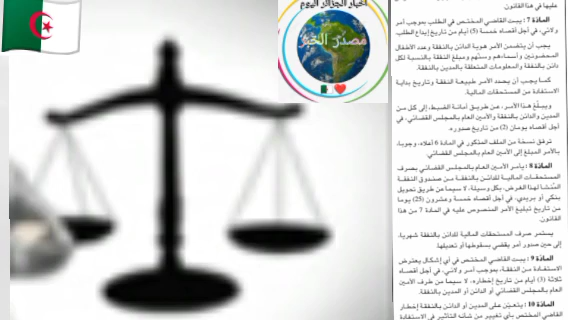 اخبار الجزائر اليوم
مصدر الخبر
عليها في هذا القانون.
المادة 7 : يبت القاضي المختص في الطلب بموجب أمر
ولائي، في أجل أقصاه خمسة (5) أيام من تاريخ إيداع الطلب.
يجب أن يتضمن الأمر هوية الدائن بالنفقة وعدد الأطفال
المحضونين وأسماءهم وسنّهم ومبلغ النفقة بالنسبة لكل
دائن بالنفقة والمعلومات المتعلقة بالمدين بالنفقة.
كما يجب أن يحدد الأمر طبيعة النفقة وتاريخ بداية
الاستفادة من المستحقات المالية.
ويبلّغ هذا الأمر، عن طريق أمانة الضبط، إلى كل من
المدين والدائن بالنفقة والأمين العام بالمجلس القضائي، في
أجل أقصاه يومان (2) من تاريخ صدوره.
ترفق نسخة من الملف المذكور في المادة 6 أعلاه، وجوبا،
بالأمر المبلغ إلى الأمين العام بالمجلس القضائي.
المادة 8 : يأمر الأمين العام بالمجلس القضائي بصرف
المستحقات المالية للدائن بالنفقة من صندوق النفقة
المنشأ لهذا الغرض، بكل وسيلة، لا سيما عن طريق تحويل
بنكي أو بريدي، في أجل أقصاه خمسة وعشرون (25) يوما
من تاريخ تبليغ الأمر المنصوص عليه في المادة 7 من هذا
القانون.
يستمر صرف المستحقات المالية للدائن بالنفقة شهريا،
إلى حين صدور أمر يقضي بسقوطها أو تعديلها.
المادة 9 : يبت القاضي المختص في أي إشكال يعترض
الاستفادة من النفقة، بموجب أمر ولائي، في أجل أقصاه
ثلاثة (3) أيام من تاريخ إخطاره، لا سيما من طرف الأمين
العام بالمجلس القضائي أو الدائن أو المدين بالنفقة.
المادة 10 : يتعيّن على المدين أو الدائن بالنفقة إخطار
القاضي المختص بأي تغيير من شأنه التأثير في الاستفادة